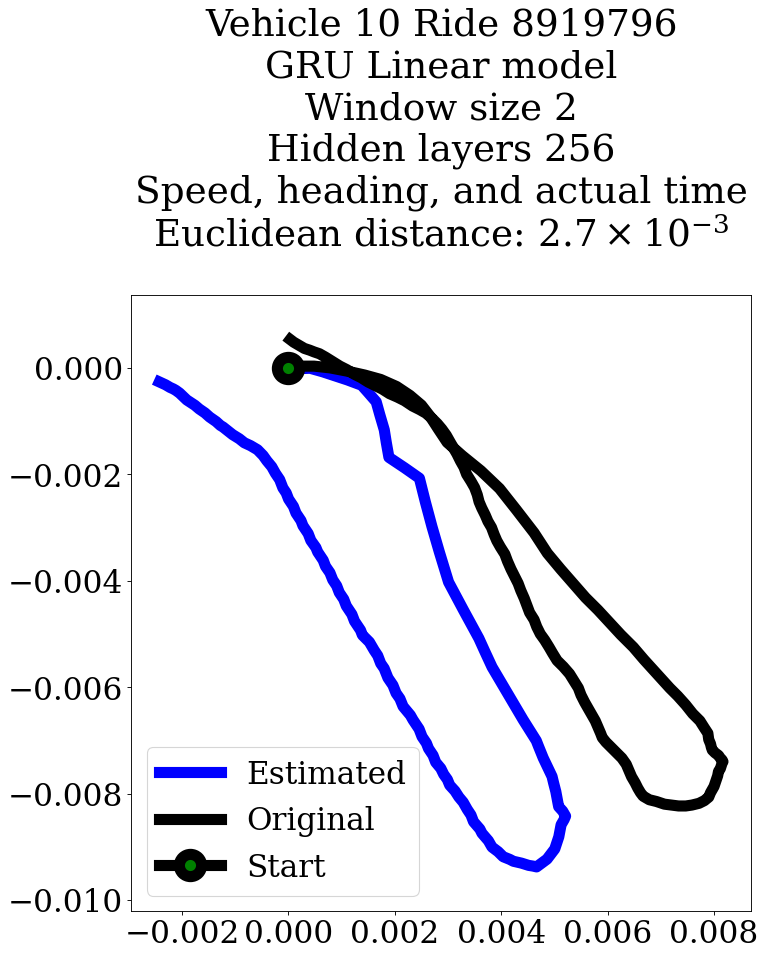 Vehicle 10 Ride 8919796
GRU Linear model
Window size 2
Hidden layers 256
Speed, heading, and actual time
Euclidean distance: 2.7 × 10⁻³
0.000
−0.002
−0.004
−0.006
−0.008
−0.010
Estimated
Original
Start
−0.002 0.000 0.002 0.004 0.006 0.008